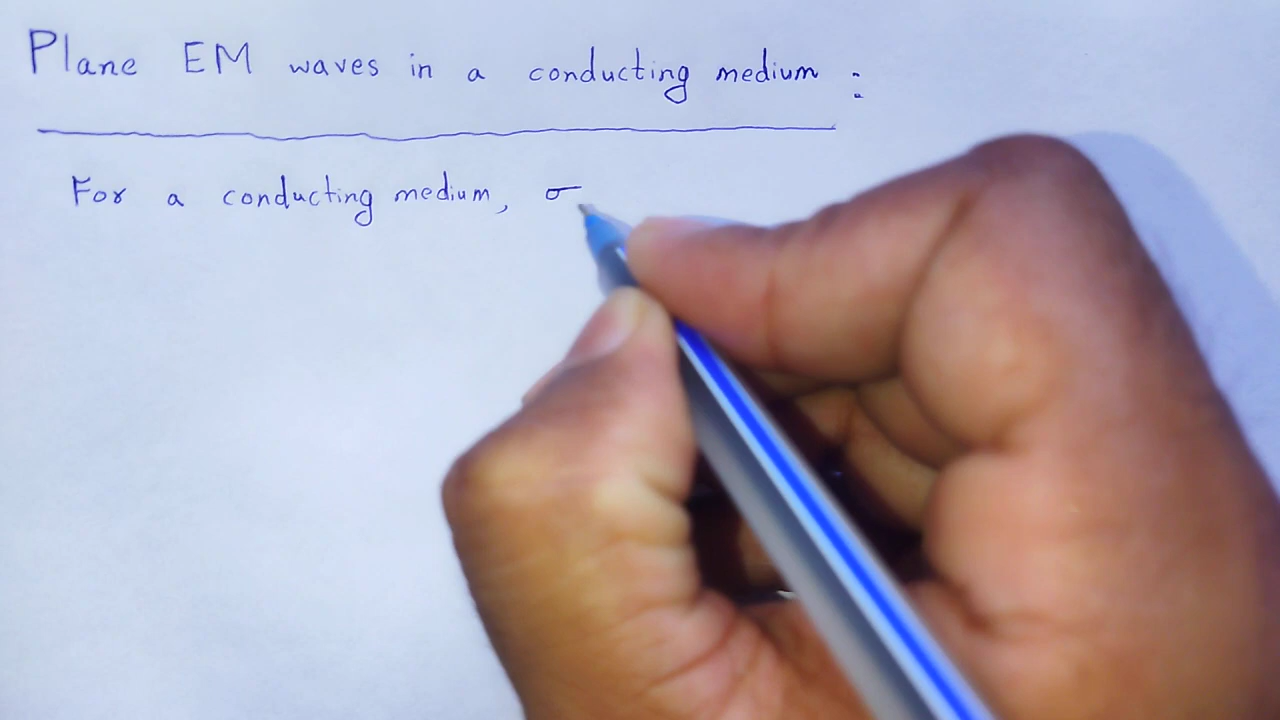 Plane EM waves in a conducting medium :
For a conducting medium, σ